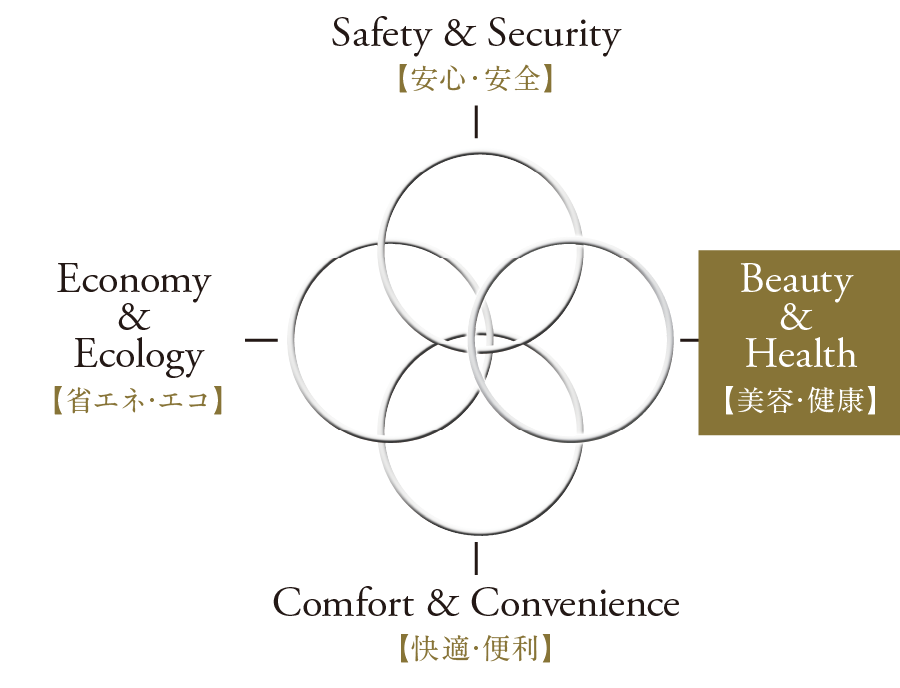 Safety & Security
【安心・安全】
Economy
&
Ecology
【省エネ・エコ】
Beauty
&
Health
【美容・健康】
Comfort & Convenience
【快適・便利】